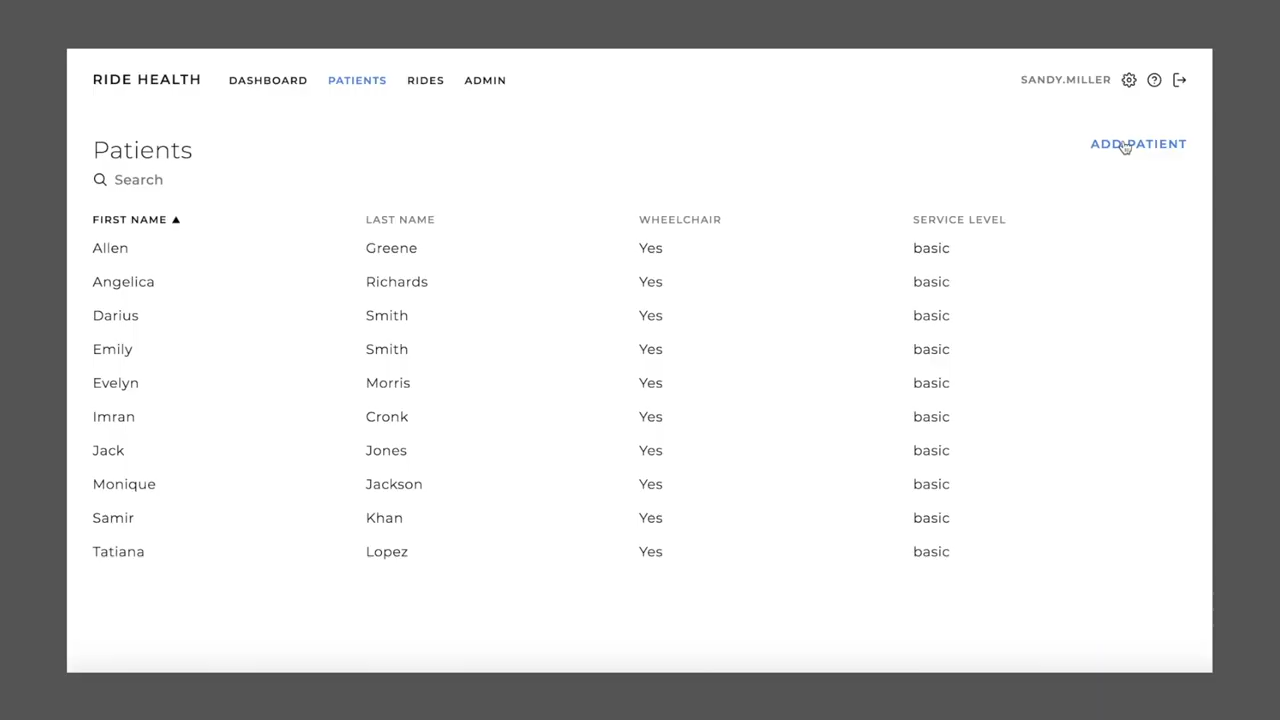 RIDE HEALTH DASHBOARD PATIENTS RIDES ADMIN SANDY.MILLER
Patients ADD PATIENT
Search
FIRST NAME ▲ LAST NAME WHEELCHAIR SERVICE LEVEL
Allen Greene Yes basic
Angelica Richards Yes basic
Darius Smith Yes basic
Emily Smith Yes basic
Evelyn Morris Yes basic
Imran Cronk Yes basic
Jack Jones Yes basic
Monique Jackson Yes basic
Samir Khan Yes basic
Tatiana Lopez Yes basic